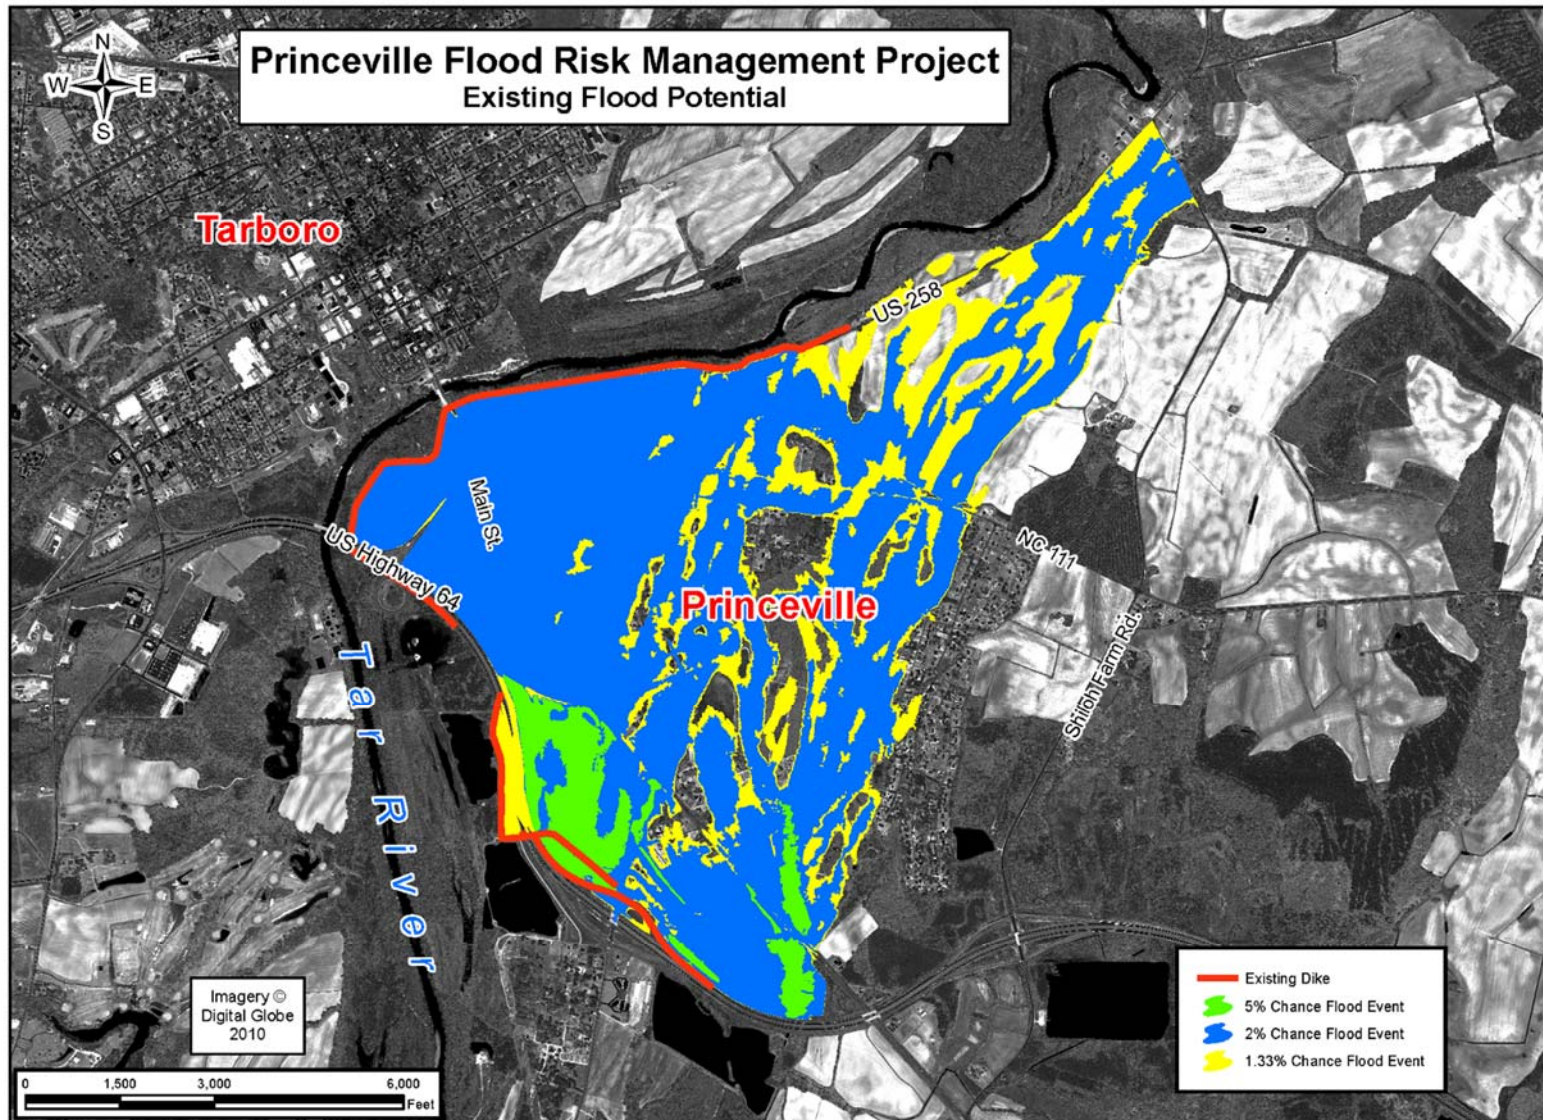 Princeville Flood Risk Management Project
Existing Flood Potential
N
W E
S
Tarboro
US 258
Main St.
US Highway 64
NC 111
Princeville
Shiloh Farm Rd.
Tar River
Imagery ©
Digital Globe
2010
Existing Dike
5% Chance Flood Event
2% Chance Flood Event
1.33% Chance Flood Event
0 1,500 3,000 6,000
Feet